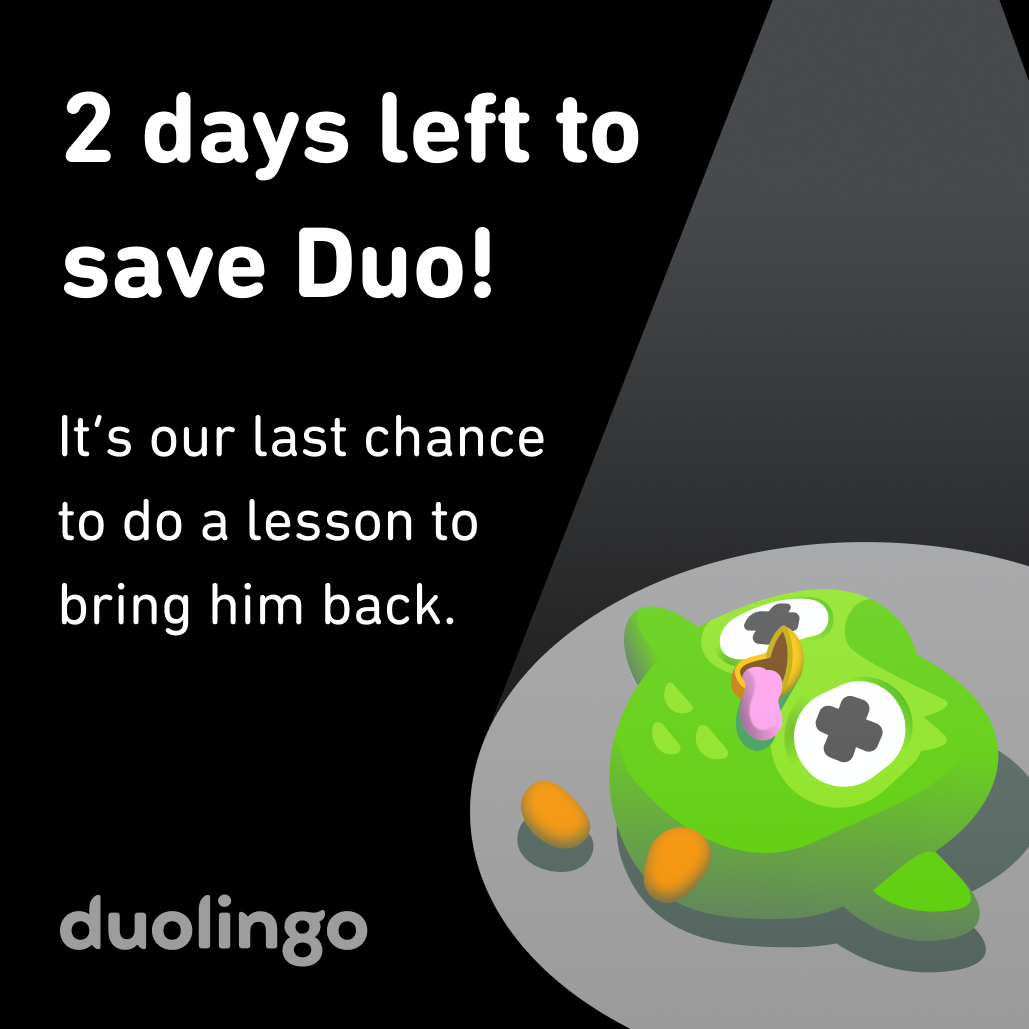 2 days left to
save Duo!
It's our last chance
to do a lesson to
bring him back.
duolingo